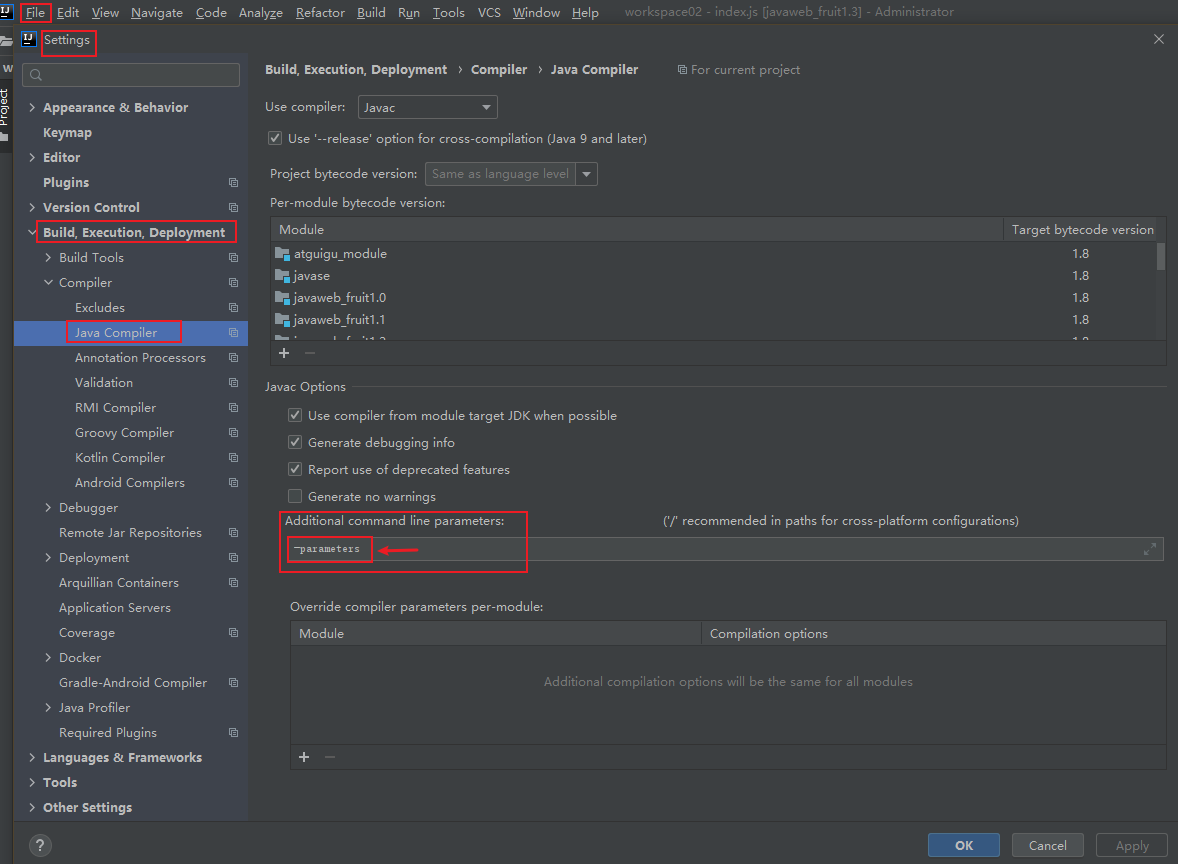 File Edit View Navigate Code Analyze Refactor Build Run Tools VCS Window Help workspace02 - index.js [javaweb_fruit1.3] - Administrator
Settings
Project
Build, Execution, Deployment › Compiler › Java Compiler For current project
Appearance & Behavior
Keymap
Editor
Plugins
Version Control
Build, Execution, Deployment
Build Tools
Compiler
Excludes
Java Compiler
Annotation Processors
Validation
RMI Compiler
Groovy Compiler
Kotlin Compiler
Android Compilers
Debugger
Remote Jar Repositories
Deployment
Arquillian Containers
Application Servers
Coverage
Docker
Gradle-Android Compiler
Java Profiler
Required Plugins
Languages & Frameworks
Tools
Other Settings
Use compiler: Javac
Use '--release' option for cross-compilation (Java 9 and later)
Project bytecode version: Same as language level
Per-module bytecode version:
Module Target bytecode version
atguigu_module 1.8
javase 1.8
javaweb_fruit1.0 1.8
javaweb_fruit1.1 1.8
Javac Options
Use compiler from module target JDK when possible
Generate debugging info
Report use of deprecated features
Generate no warnings
Additional command line parameters: ('/' recommended in paths for cross-platform configurations)
-parameters
Override compiler parameters per-module:
Module Compilation options
Additional compilation options will be the same for all modules
? OK Cancel Apply